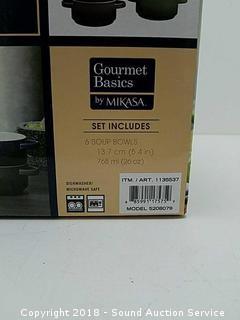 Gourmet
Basics
by MIKASA®
SET INCLUDES
6 SOUP BOWLS
13.7 cm (5.4 in)
768 ml (26 oz)
DISHWASHER/
MICROWAVE SAFE
ITM. / ART. 1136537
MODEL 5208079
Copyright 2018 - Sound Auction Service